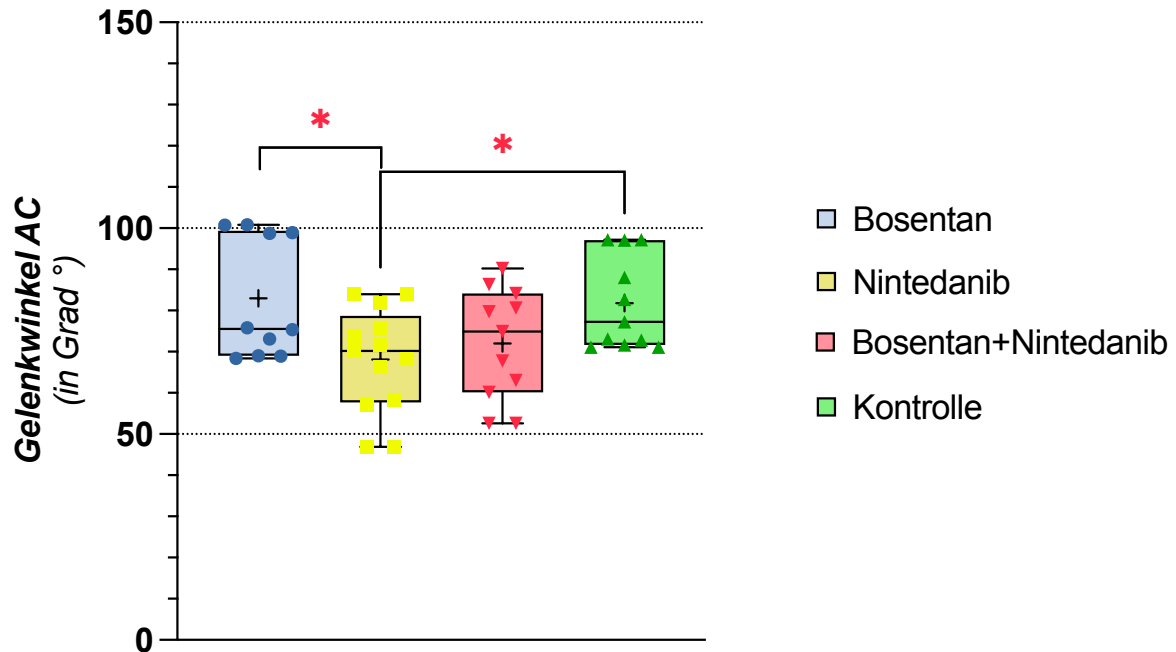 150
100
50
0
Gelenkwinkel AC
(in Grad °)
*
*
Bosentan
Nintedanib
Bosentan+Nintedanib
Kontrolle